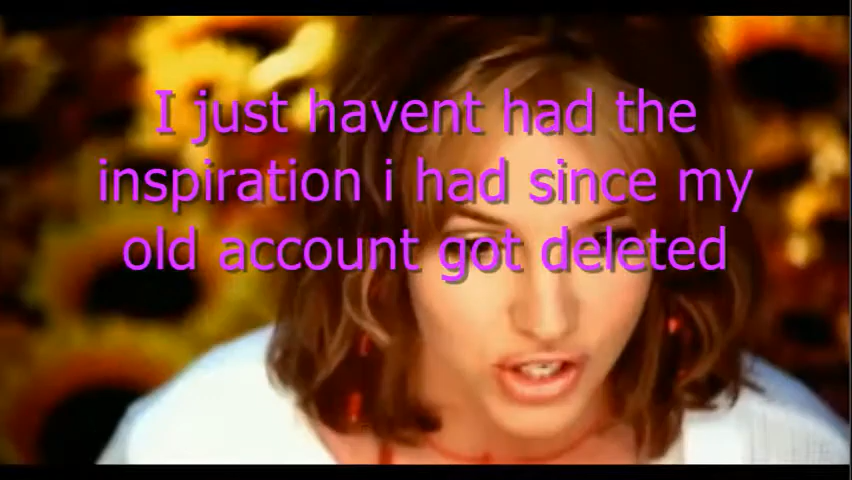 I just havent had the
inspiration i had since my
old account got deleted